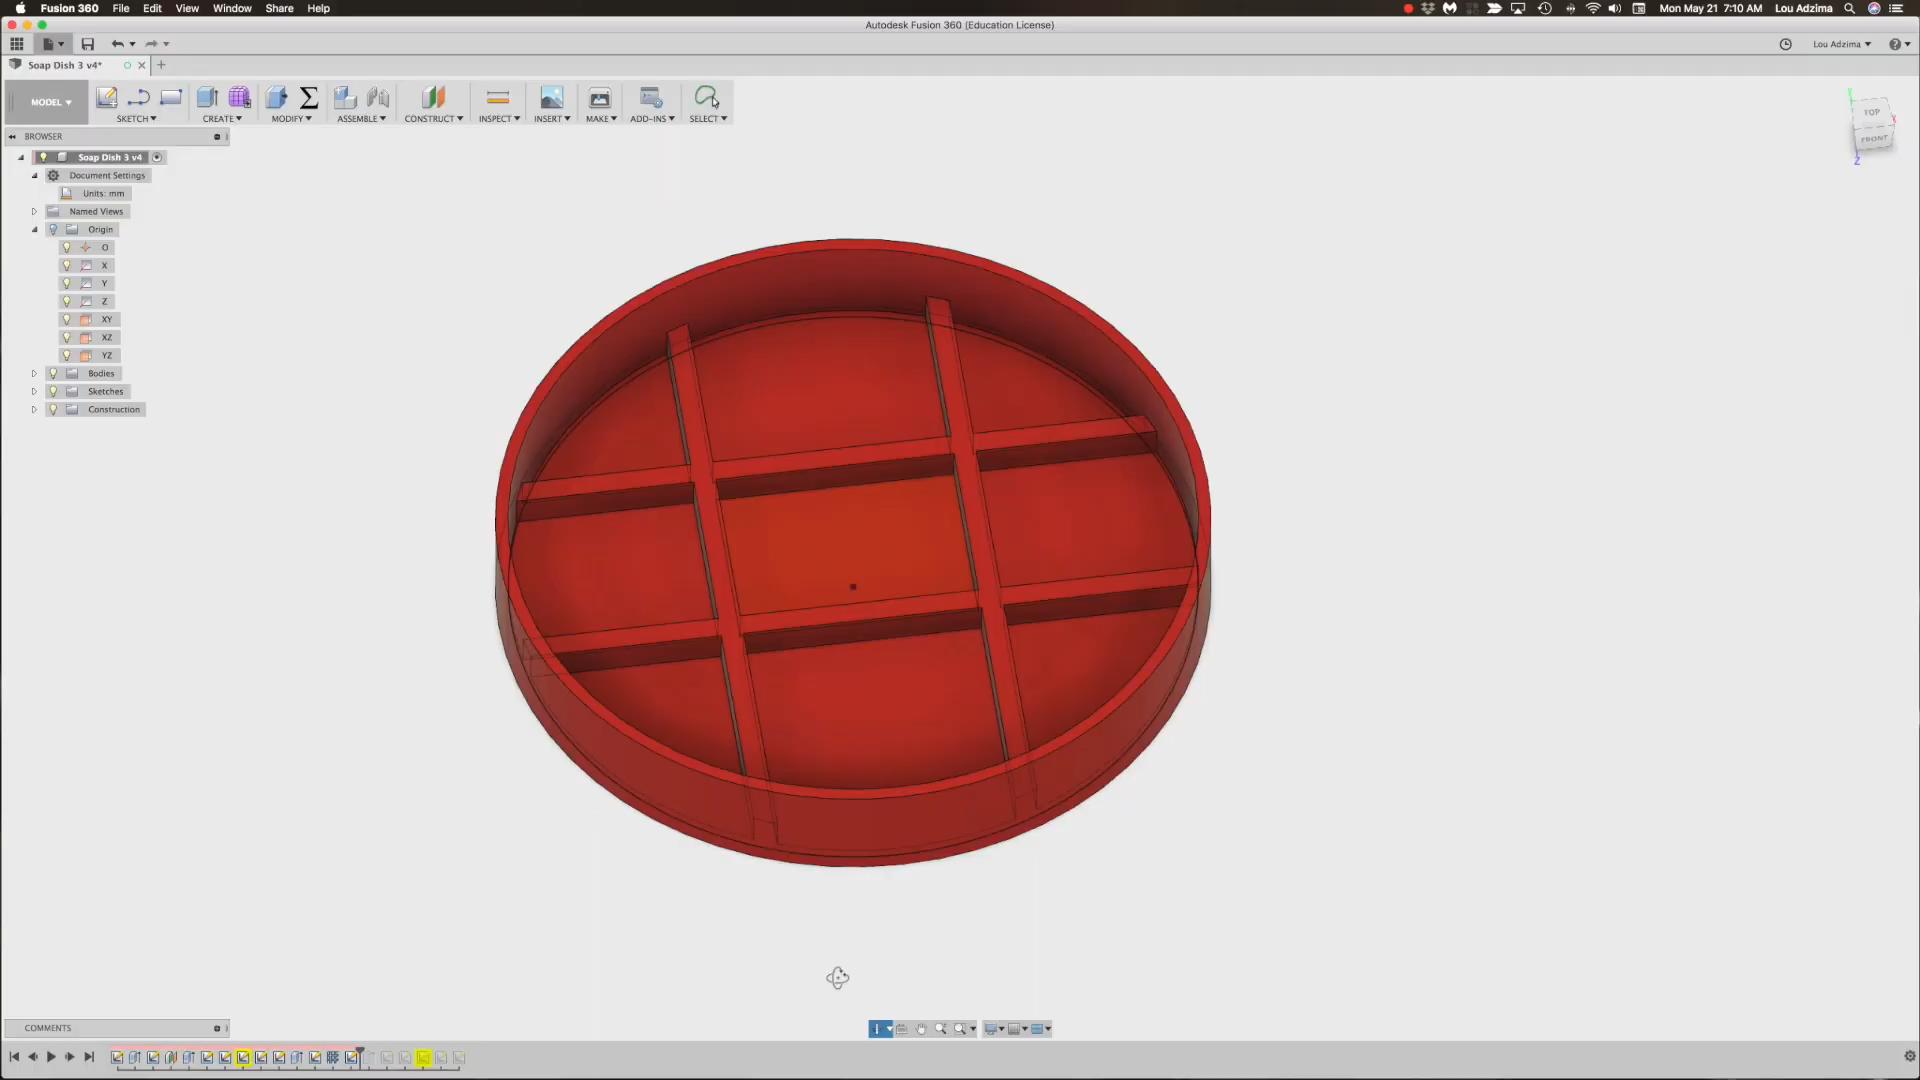 Fusion 360 File Edit View Window Share Help Mon May 21 7:10 AM Lou Adzima
Autodesk Fusion 360 (Education License)
Lou Adzima
Soap Dish 3 v4*
MODEL
SKETCH CREATE MODIFY ASSEMBLE CONSTRUCT INSPECT INSERT MAKE ADD-INS SELECT
TOP
FRONT
X
Y
Z
BROWSER
Soap Dish 3 v4
Document Settings
Units: mm
Named Views
Origin
O
X
Y
Z
XY
XZ
YZ
Bodies
Sketches
Construction
COMMENTS